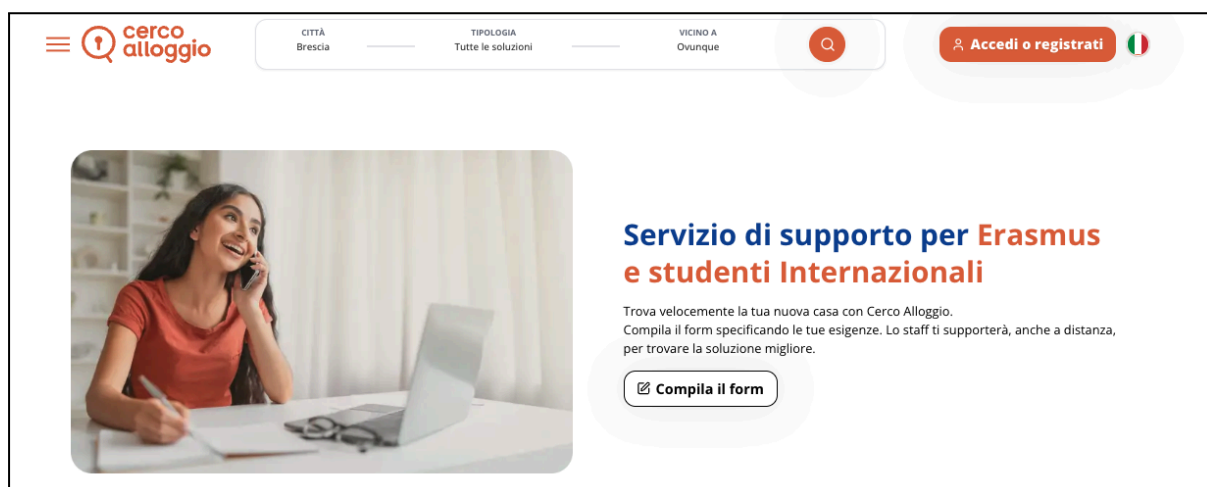 cerco
alloggio
CITTÀ
Brescia
TIPOLOGIA
Tutte le soluzioni
VICINO A
Ovunque
Accedi o registrati
Servizio di supporto per Erasmus
e studenti Internazionali
Trova velocemente la tua nuova casa con Cerco Alloggio.
Compila il form specificando le tue esigenze. Lo staff ti supporterà, anche a distanza,
per trovare la soluzione migliore.
Compila il form